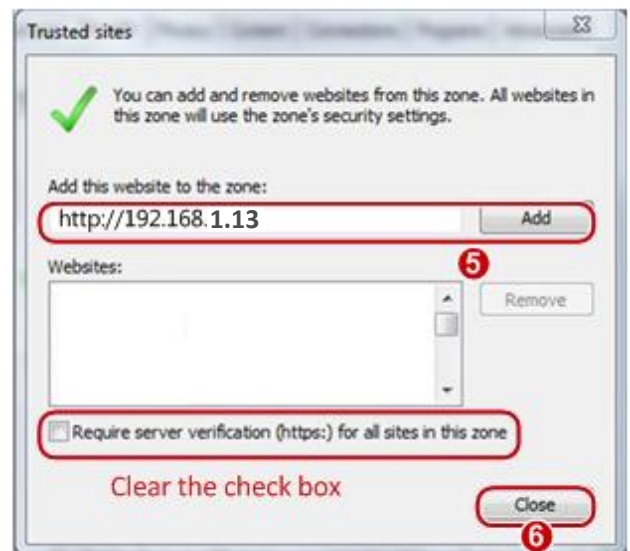 Trusted sites
You can add and remove websites from this zone. All websites in
this zone will use the zone's security settings.
Add this website to the zone:
http://192.168.1.13
Add
5
Websites:
Remove
Require server verification (https:) for all sites in this zone
Clear the check box
Close
6